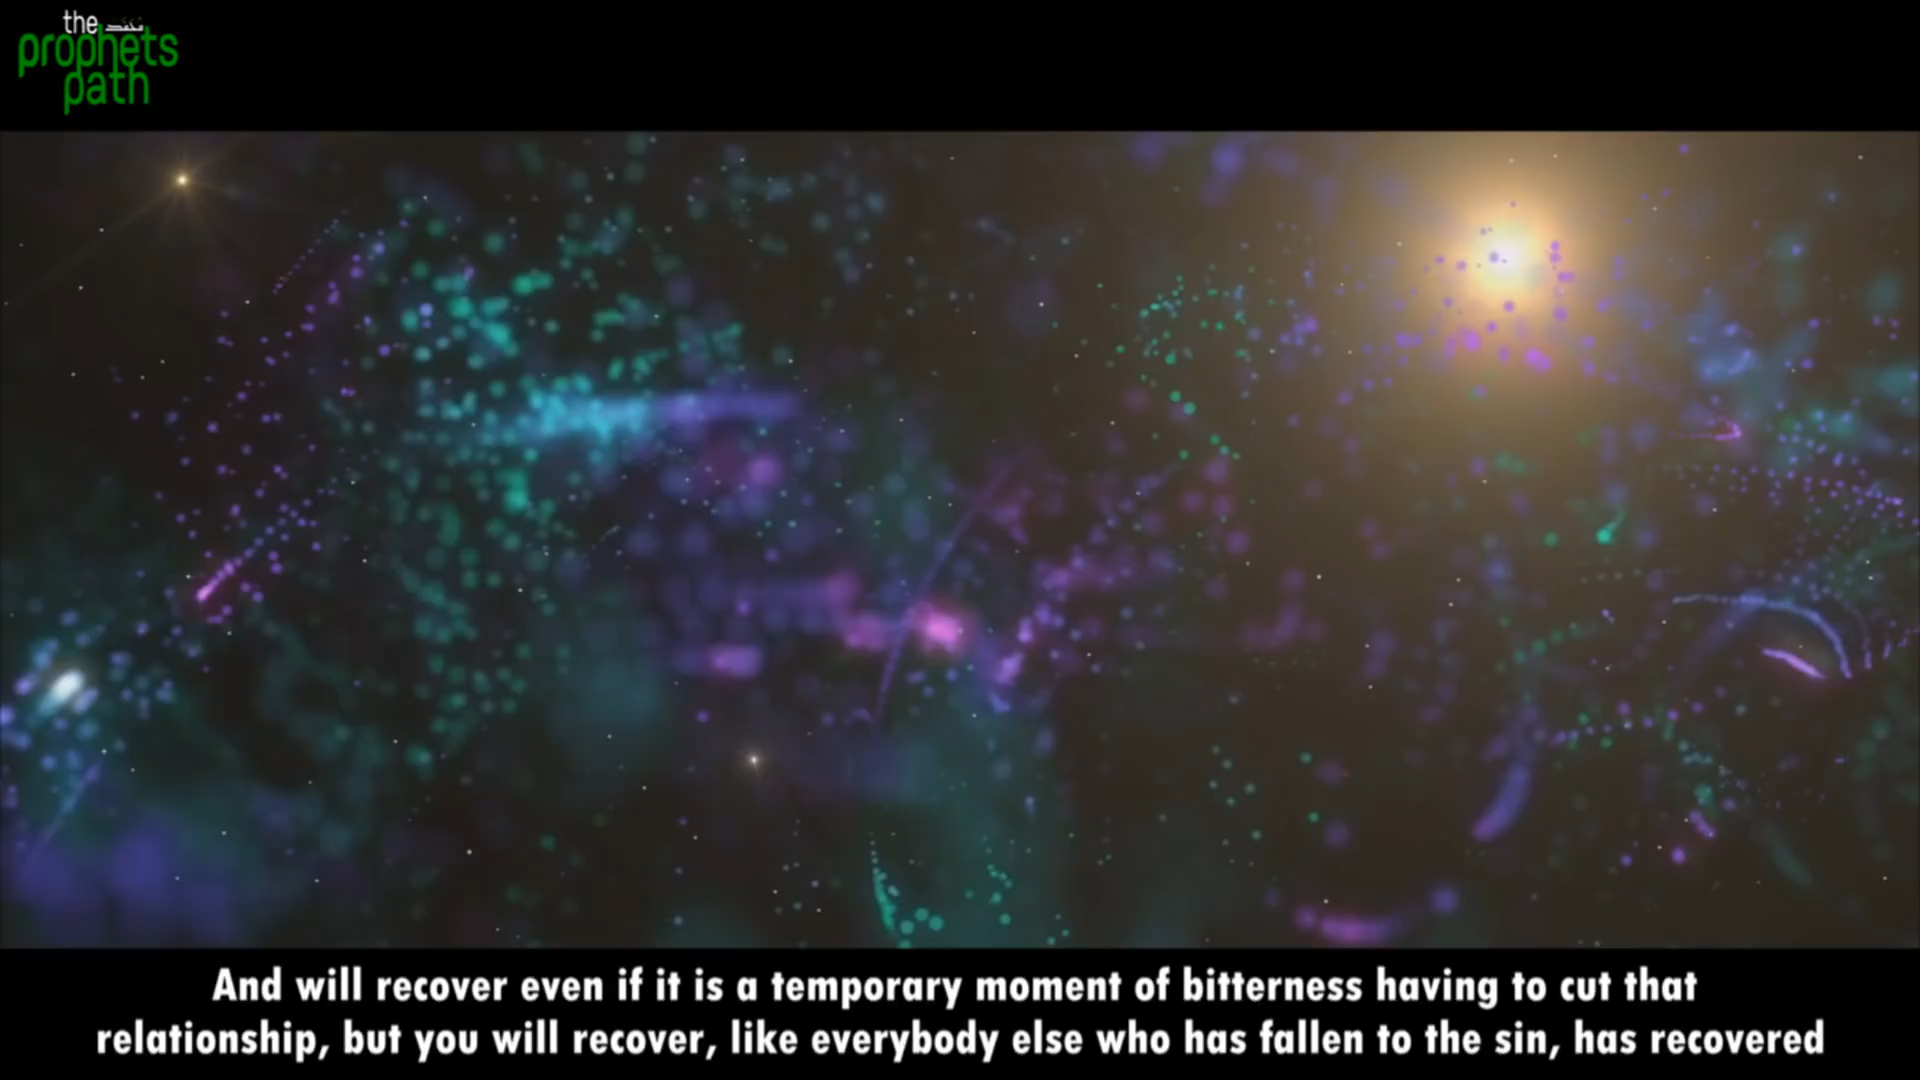 the محمد
prophets
path
And will recover even if it is a temporary moment of bitterness having to cut that
relationship, but you will recover, like everybody else who has fallen to the sin, has recovered